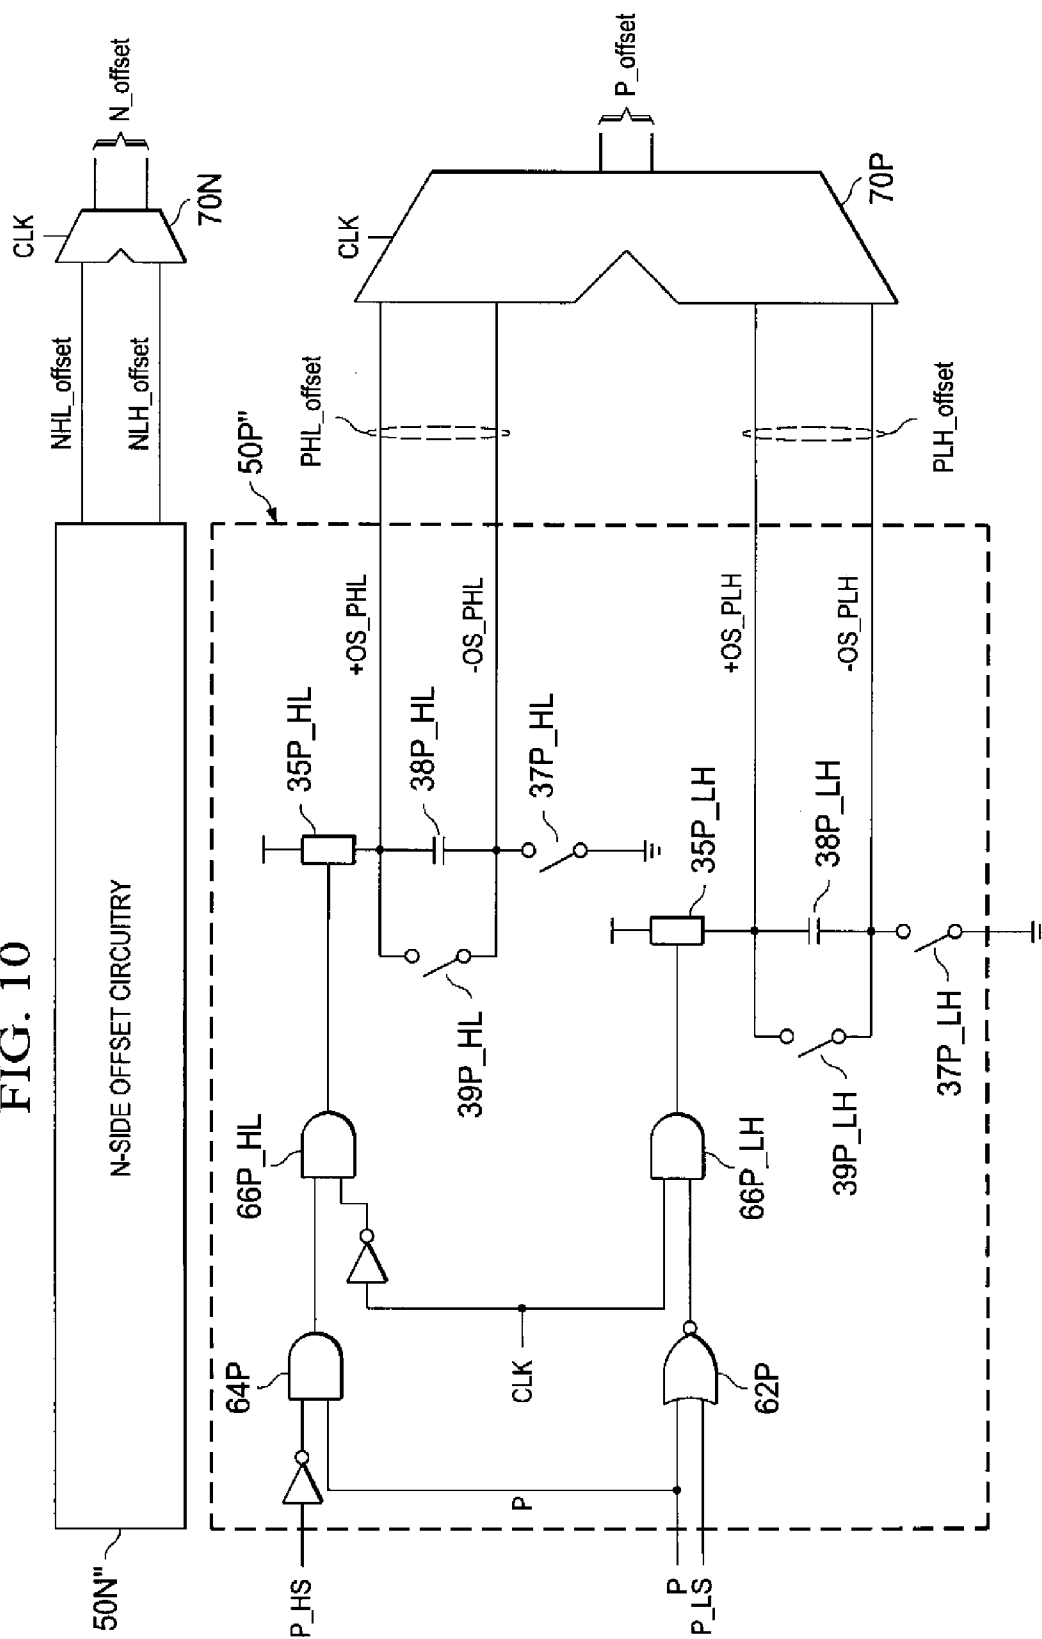 FIG. 10
50N"
N-SIDE OFFSET CIRCUITRY
NHL_offset
NLH_offset
CLK
70N
N_offset
50P"
P_HS
P
P_LS
P
64P
62P
CLK
66P_HL
66P_LH
35P_HL
38P_HL
37P_HL
39P_HL
35P_LH
38P_LH
37P_LH
39P_LH
+OS_PHL
-OS_PHL
+OS_PLH
-OS_PLH
PHL_offset
PLH_offset
CLK
70P
P_offset